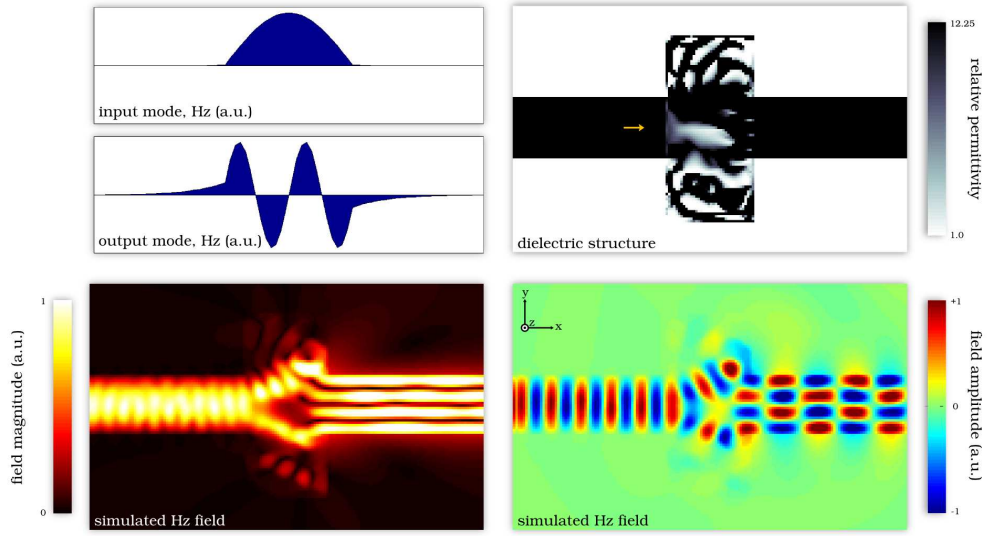 input mode, Hz (a.u.)
output mode, Hz (a.u.)
dielectric structure
12.25
relative permittivity
1.0
field magnitude (a.u.)
1
0
simulated Hz field
y
z
x
simulated Hz field
+1
0
-1
field amplitude (a.u.)